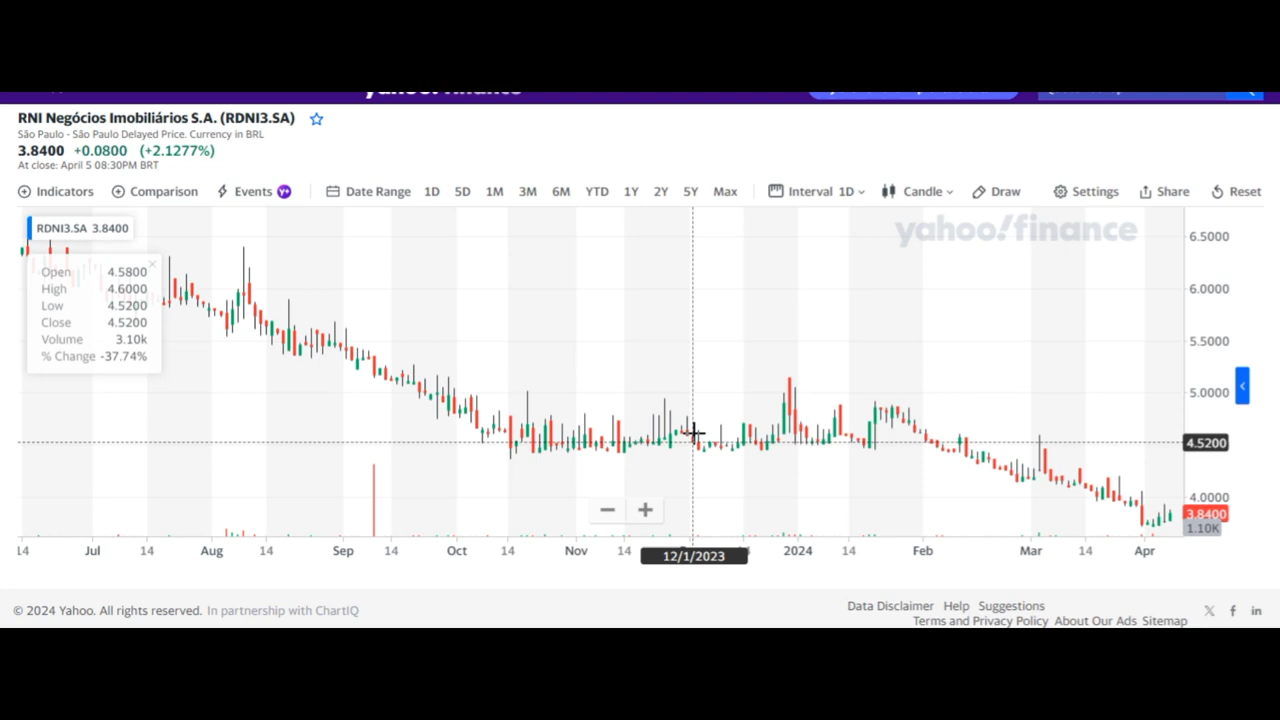 RNI Negócios Imobiliários S.A. (RDNI3.SA)
São Paulo - São Paulo Delayed Price. Currency in BRL
3.8400 +0.0800 (+2.1277%)
At close: April 5 08:30PM BRT
Indicators Comparison Events Y+ Date Range 1D 5D 1M 3M 6M YTD 1Y 2Y 5Y Max Interval 1D Candle Draw Settings Share Reset
RDNI3.SA 3.8400
yahoo!finance
6.5000
Open 4.5800
High 4.6000
6.0000
Low 4.5200
Close 4.5200
Volume 3.10k
5.5000
% Change -37.74%
5.0000
4.5200
4.0000
3.8400
1.10K
14 Jul 14 Aug 14 Sep 14 Oct 14 Nov 14 12/1/2023 2024 14 Feb Mar 14 Apr
© 2024 Yahoo. All rights reserved. In partnership with ChartIQ
Data Disclaimer Help Suggestions
Terms and Privacy Policy About Our Ads Sitemap